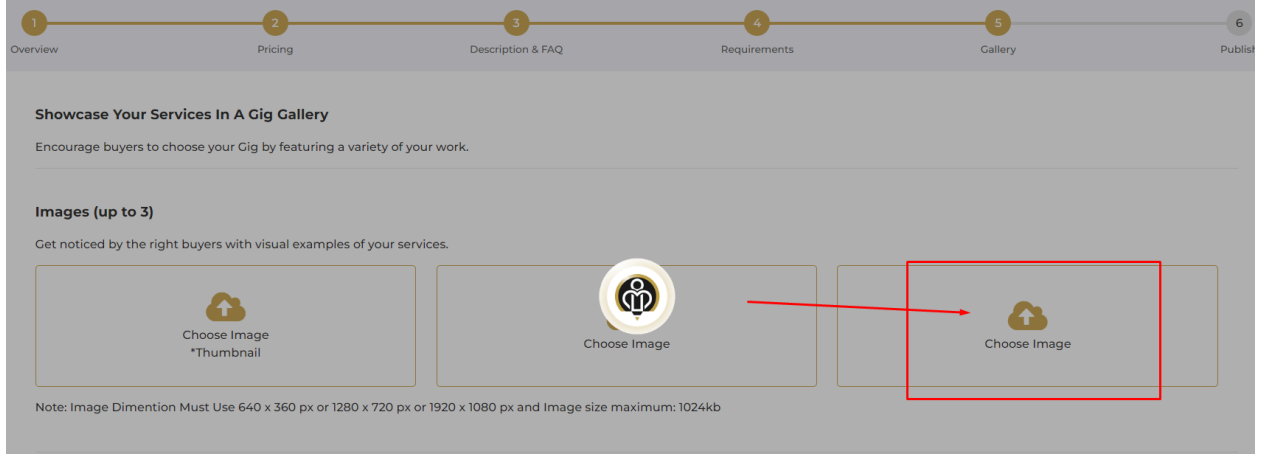 1 2 3 4 5 6
Overview Pricing Description & FAQ Requirements Gallery Publish
Showcase Your Services In A Gig Gallery
Encourage buyers to choose your Gig by featuring a variety of your work.
Images (up to 3)
Get noticed by the right buyers with visual examples of your services.
Choose Image
*Thumbnail
Choose Image
Choose Image
Note: Image Dimention Must Use 640 x 360 px or 1280 x 720 px or 1920 x 1080 px and Image size maximum: 1024kb